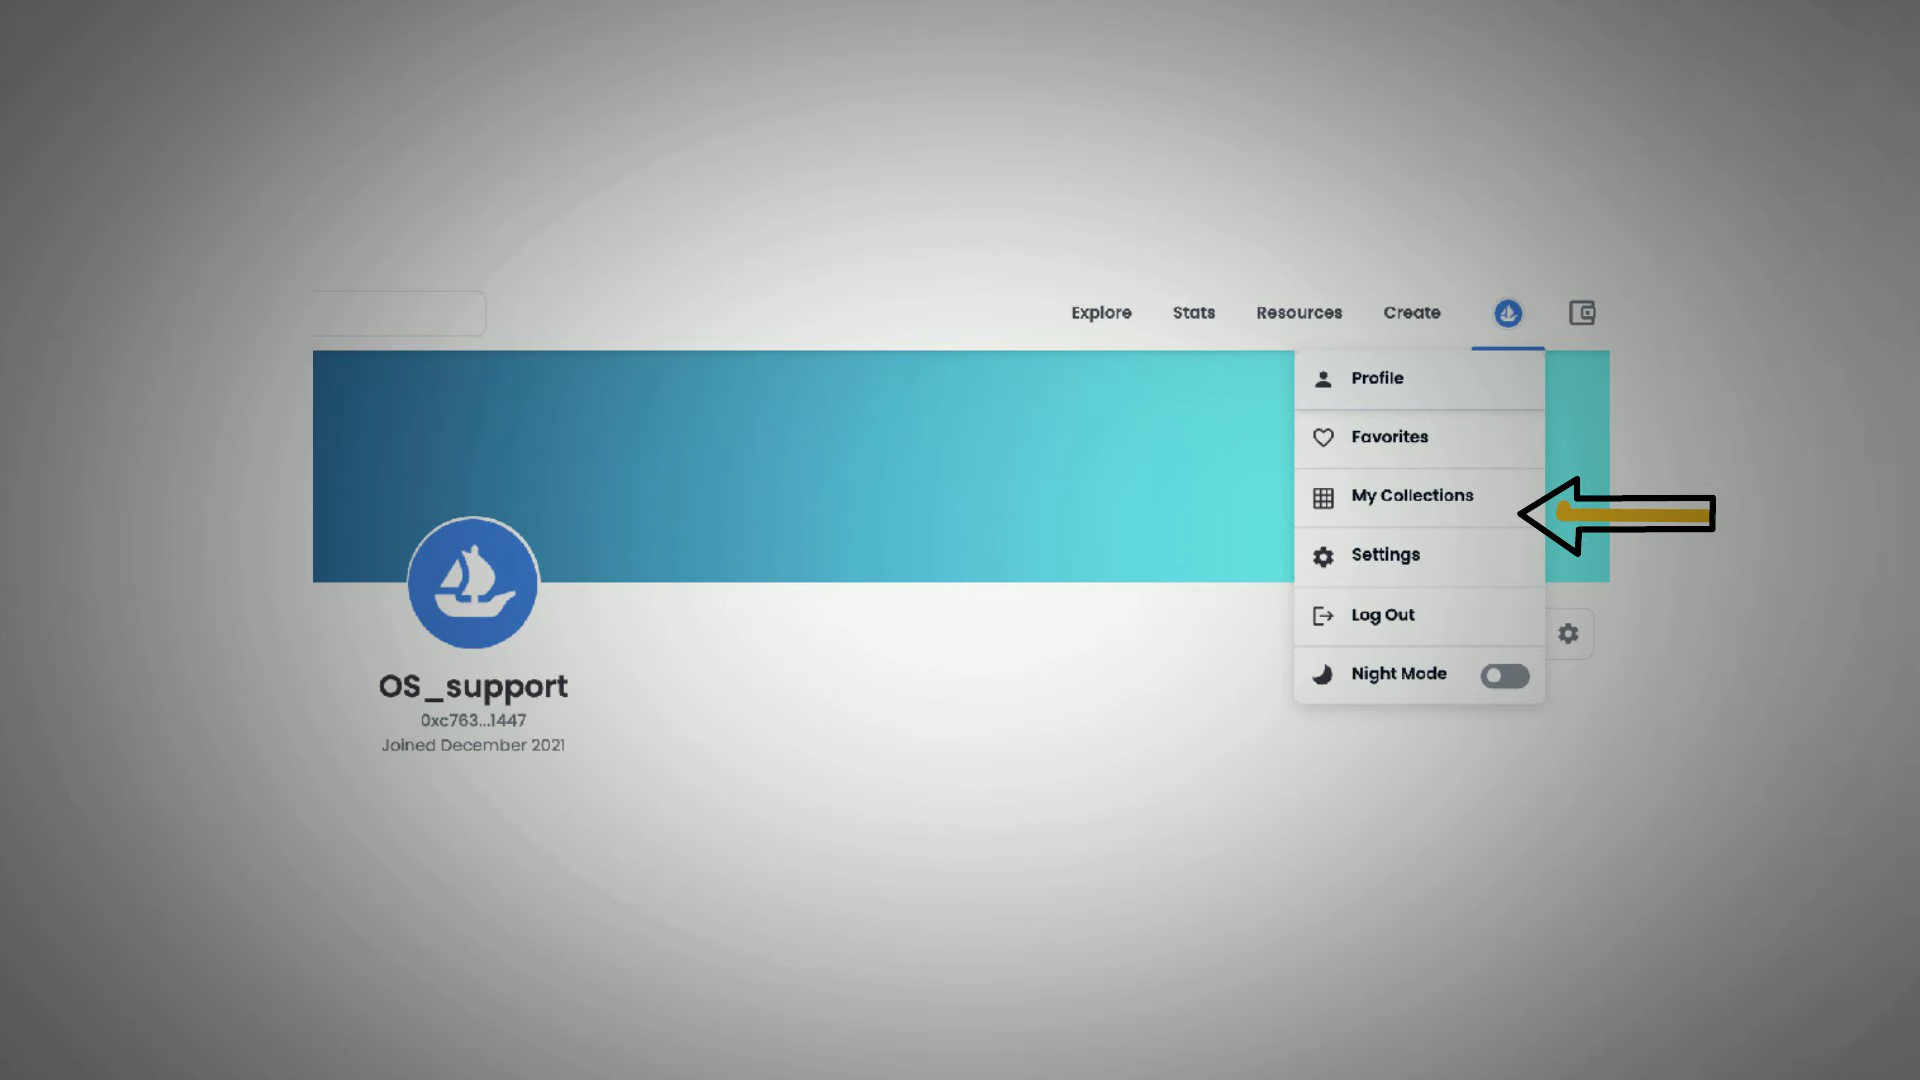 Explore Stats Resources Create
Profile
Favorites
My Collections
Settings
Log Out
Night Mode
OS_support
0xc763...1447
Joined December 2021